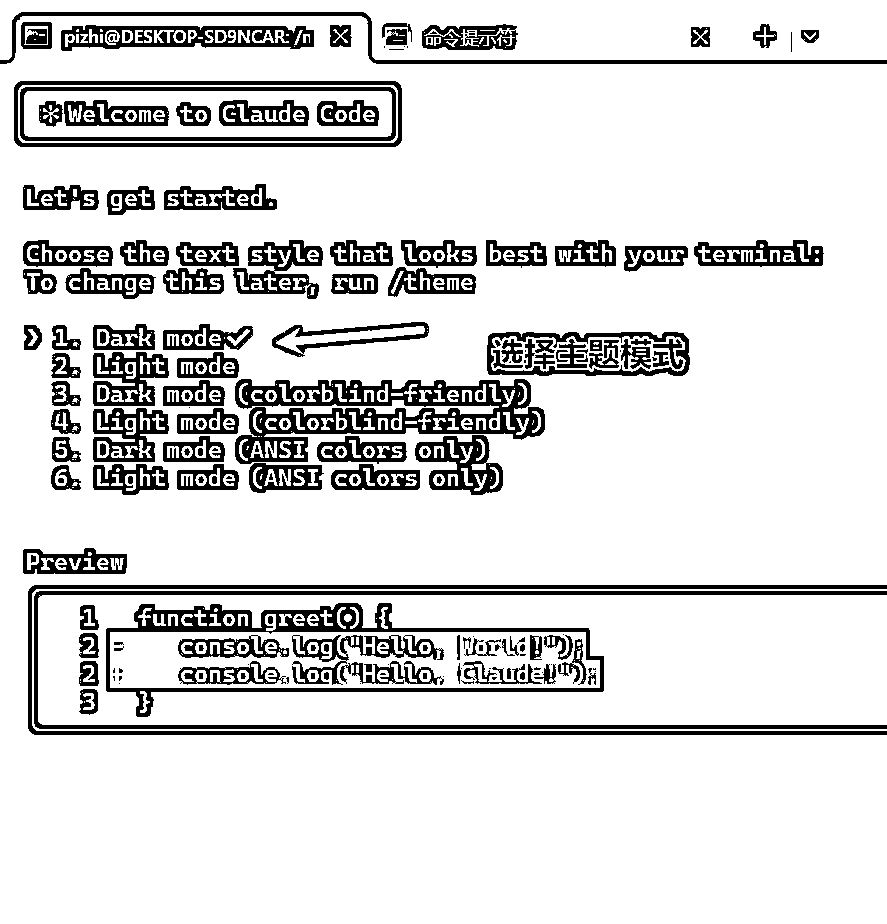 pizhi@DESKTOP-SD9NCAR:/n
命令提示符
Welcome to Claude Code
Let's get started.
Choose the text style that looks best with your terminal:
To change this later, run /theme
❯ 1. Dark mode✓
2. Light mode
3. Dark mode (colorblind-friendly)
4. Light mode (colorblind-friendly)
5. Dark mode (ANSI colors only)
6. Light mode (ANSI colors only)
选择主题模式
Preview
1 function greet() {
2 - console.log("Hello, World!");
2 + console.log("Hello, Claude!");
3 }